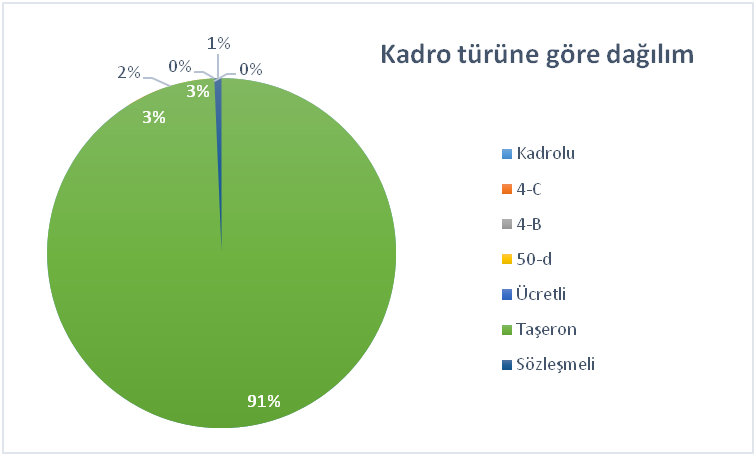 Kadro türüne göre dağılım
1%
0%
0%
2%
3%
3%
91%
Kadrolu
4-C
4-B
50-d
Ücretli
Taşeron
Sözleşmeli